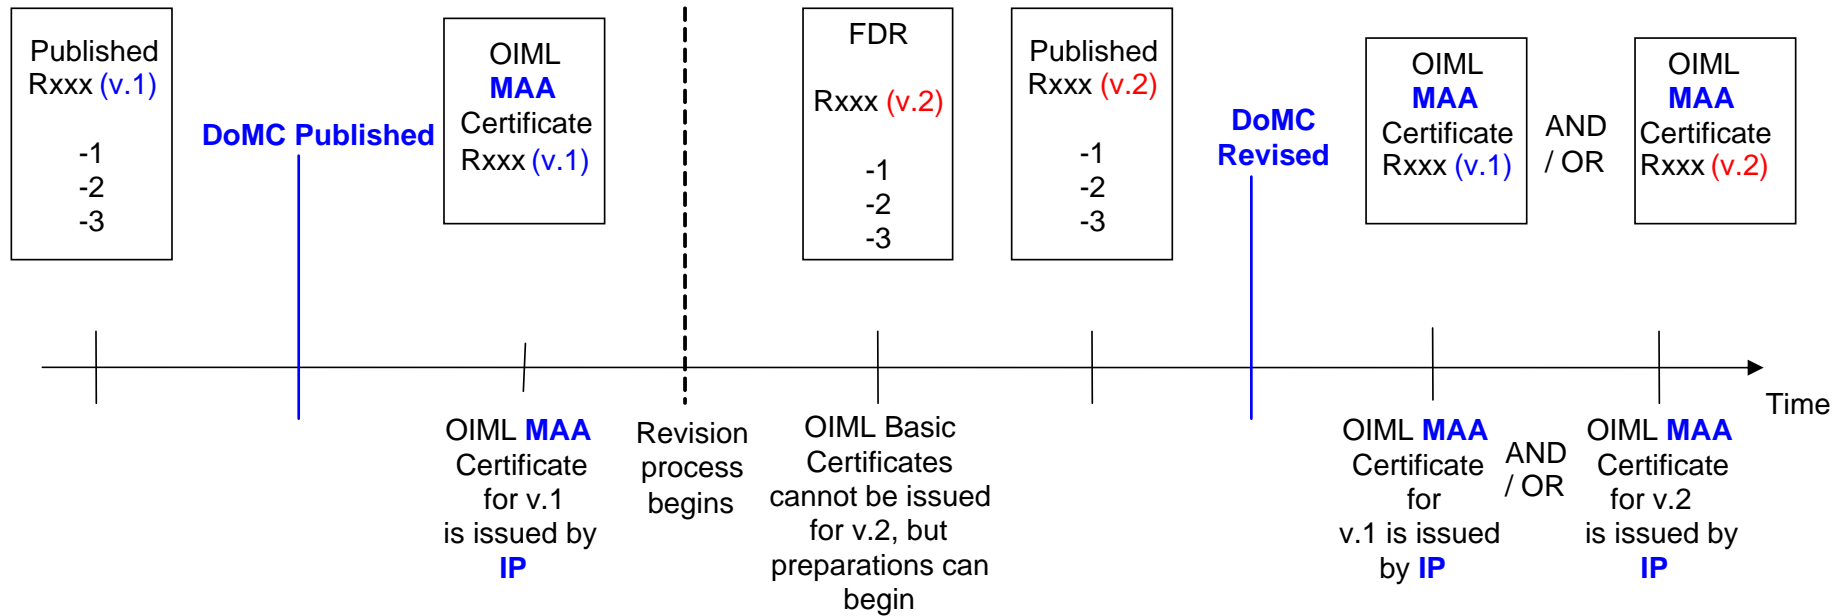 Published
Rxxx (v.1)
-1
-2
-3
DoMC Published
OIML
MAA
Certificate
Rxxx (v.1)
FDR
Rxxx (v.2)
-1
-2
-3
Published
Rxxx (v.2)
-1
-2
-3
DoMC
Revised
OIML
MAA
Certificate
Rxxx (v.1)
AND
/ OR
OIML
MAA
Certificate
Rxxx (v.2)
Time
OIML MAA
Certificate
for v.1
is issued by
IP
Revision
process
begins
OIML Basic
Certificates
cannot be issued
for v.2, but
preparations can
begin
OIML MAA
Certificate
for
v.1 is issued
by IP
AND
/ OR
OIML MAA
Certificate
for v.2
is issued by
IP